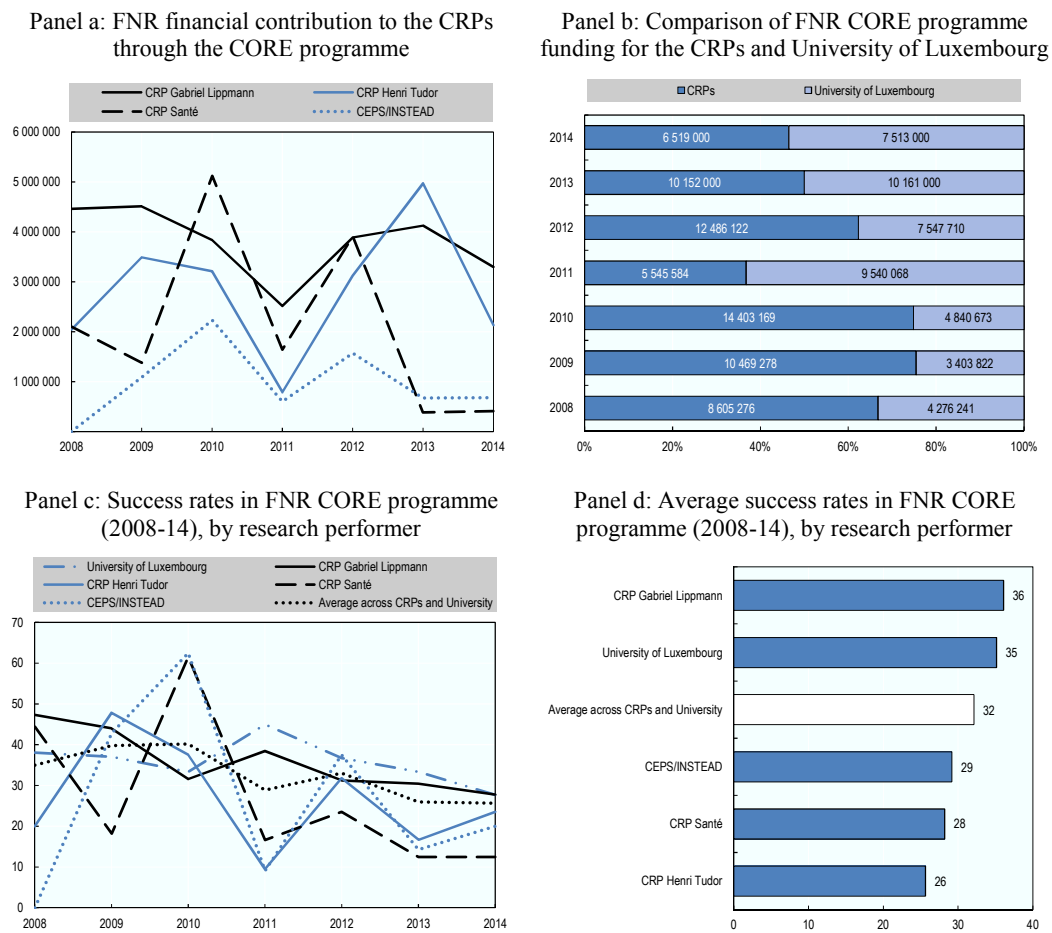 Panel a: FNR financial contribution to the CRPs
through the CORE programme
CRP Gabriel Lippmann
CRP Henri Tudor
CRP Santé
CEPS/INSTEAD
6 000 000
5 000 000
4 000 000
3 000 000
2 000 000
1 000 000
2008
2009
2010
2011
2012
2013
2014
Panel b: Comparison of FNR CORE programme
funding for the CRPs and University of Luxembourg
CRPs
University of Luxembourg
2014
6 519 000
7 513 000
2013
10 152 000
10 161 000
2012
12 486 122
7 547 710
2011
5 545 584
9 540 068
2010
14 403 169
4 840 673
2009
10 469 278
3 403 822
2008
8 605 276
4 276 241
0%
20%
40%
60%
80%
100%
Panel c: Success rates in FNR CORE programme
(2008-14), by research performer
University of Luxembourg
CRP Gabriel Lippmann
CRP Henri Tudor
CRP Santé
CEPS/INSTEAD
Average across CRPs and University
70
60
50
40
30
20
10
0
2008
2009
2010
2011
2012
2013
2014
Panel d: Average success rates in FNR CORE
programme (2008-14), by research performer
CRP Gabriel Lippmann
36
University of Luxembourg
35
Average across CRPs and University
32
CEPS/INSTEAD
29
CRP Santé
28
CRP Henri Tudor
26
0
10
20
30
40